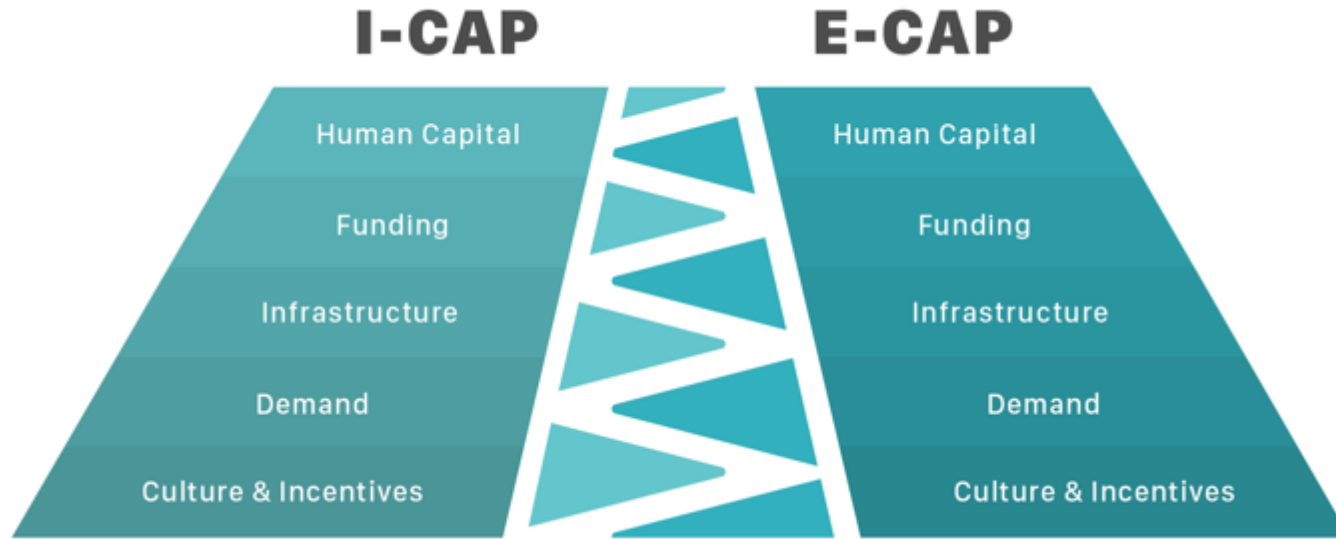 I-CAP
E-CAP
Human Capital
Human Capital
Funding
Funding
Infrastructure
Infrastructure
Demand
Demand
Culture & Incentives
Culture & Incentives